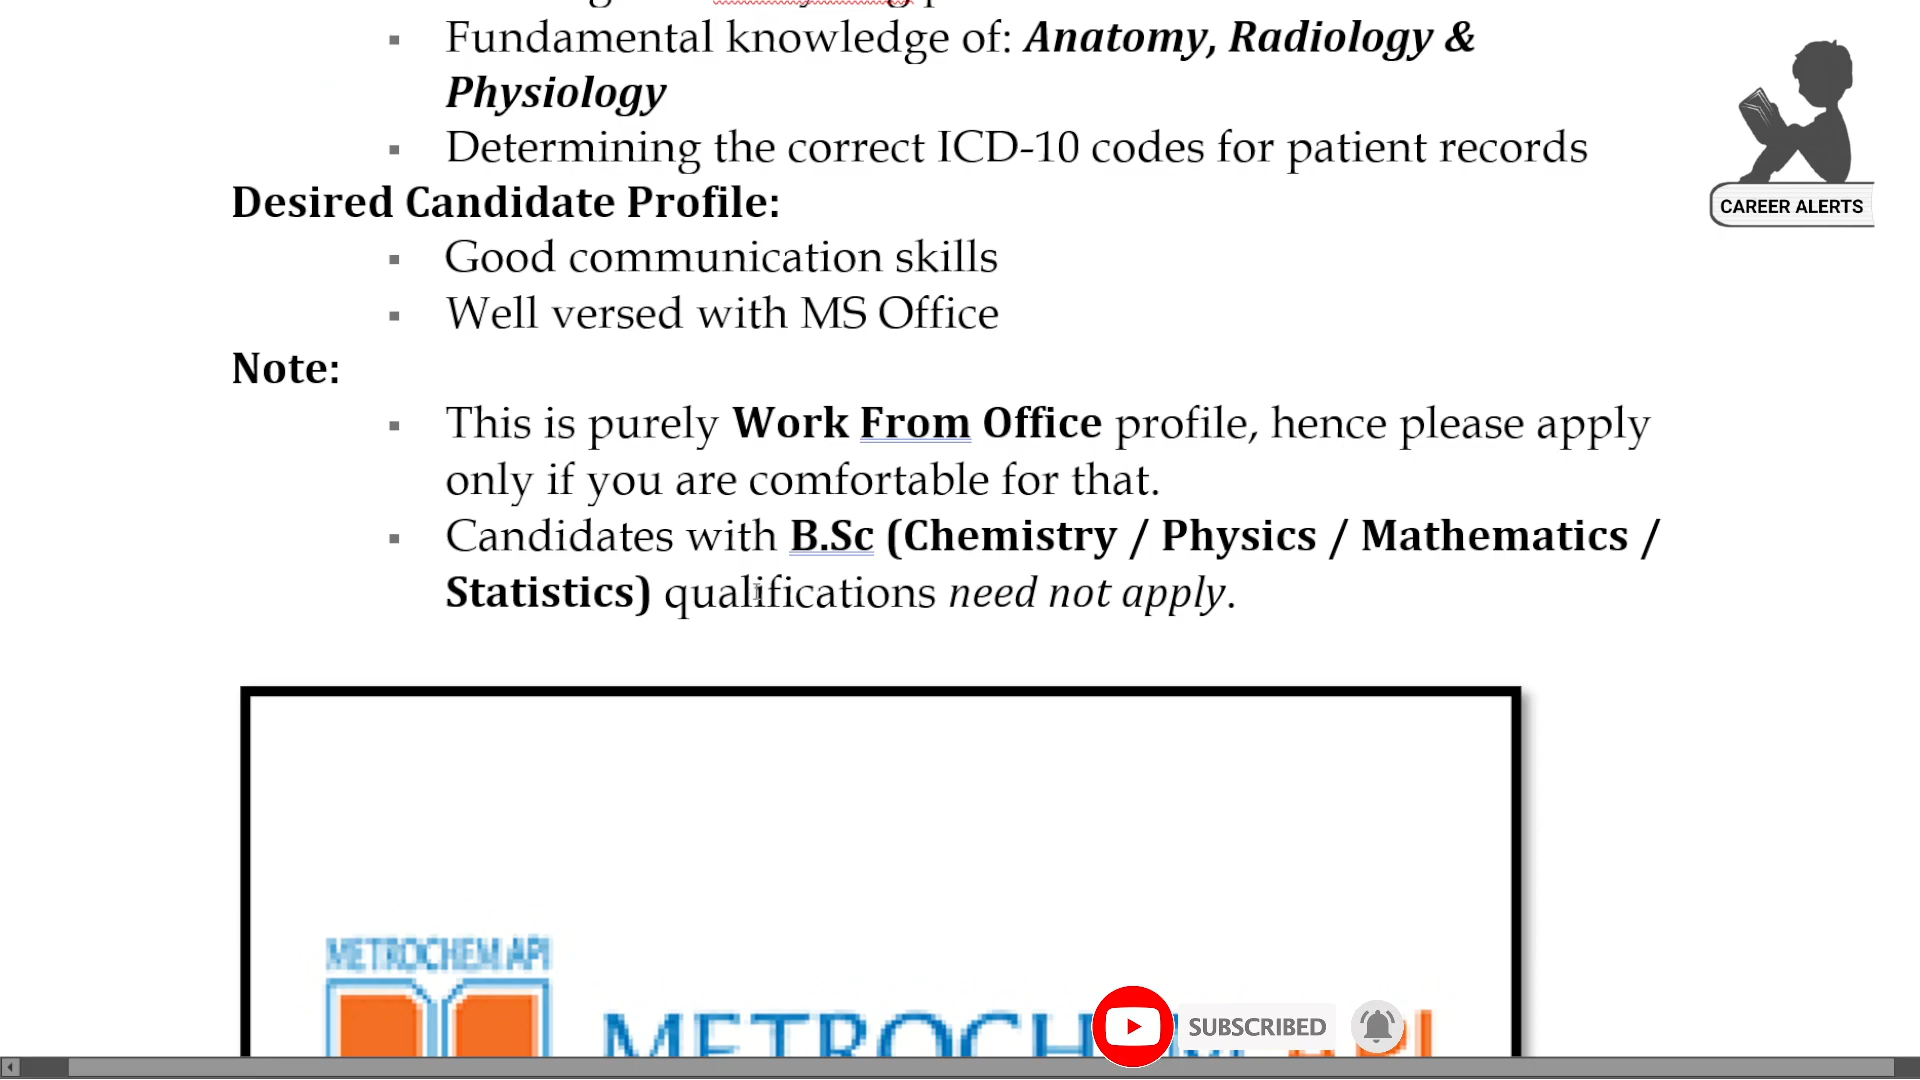 Fundamental knowledge of: Anatomy, Radiology &
Physiology
Determining the correct ICD-10 codes for patient records
Desired Candidate Profile:
Good communication skills
Well versed with MS Office
Note:
This is purely Work From Office profile, hence please apply
only if you are comfortable for that.
Candidates with B.Sc (Chemistry / Physics / Mathematics /
Statistics) qualifications need not apply.
CAREER ALERTS
METROCHEM API
SUBSCRIBED